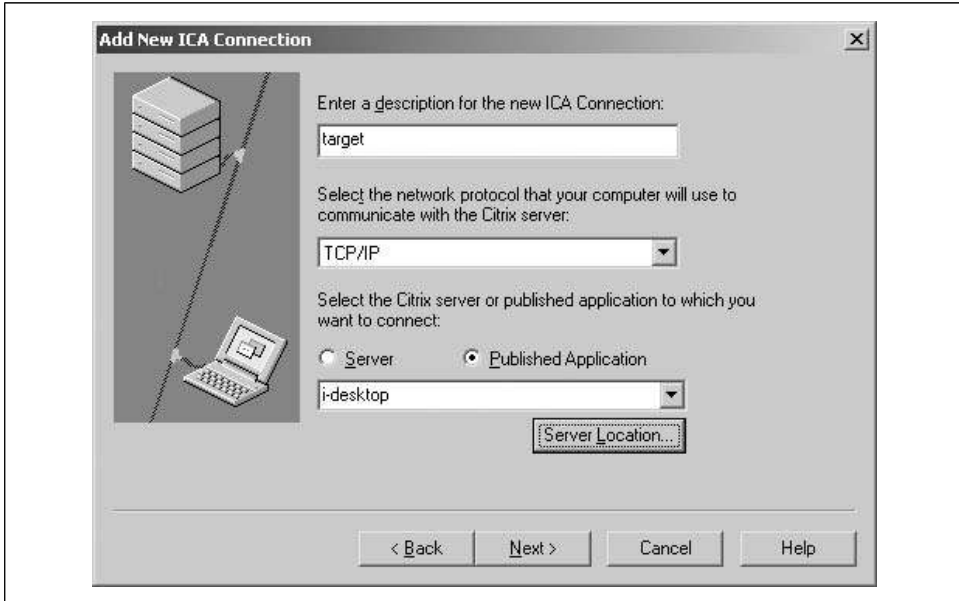 Add New ICA Connection
Enter a description for the new ICA Connection:
target
Select the network protocol that your computer will use to
communicate with the Citrix server:
TCP/IP
Select the Citrix server or published application to which you
want to connect:
Server Published Application
i-desktop
Server Location...
< Back Next > Cancel Help